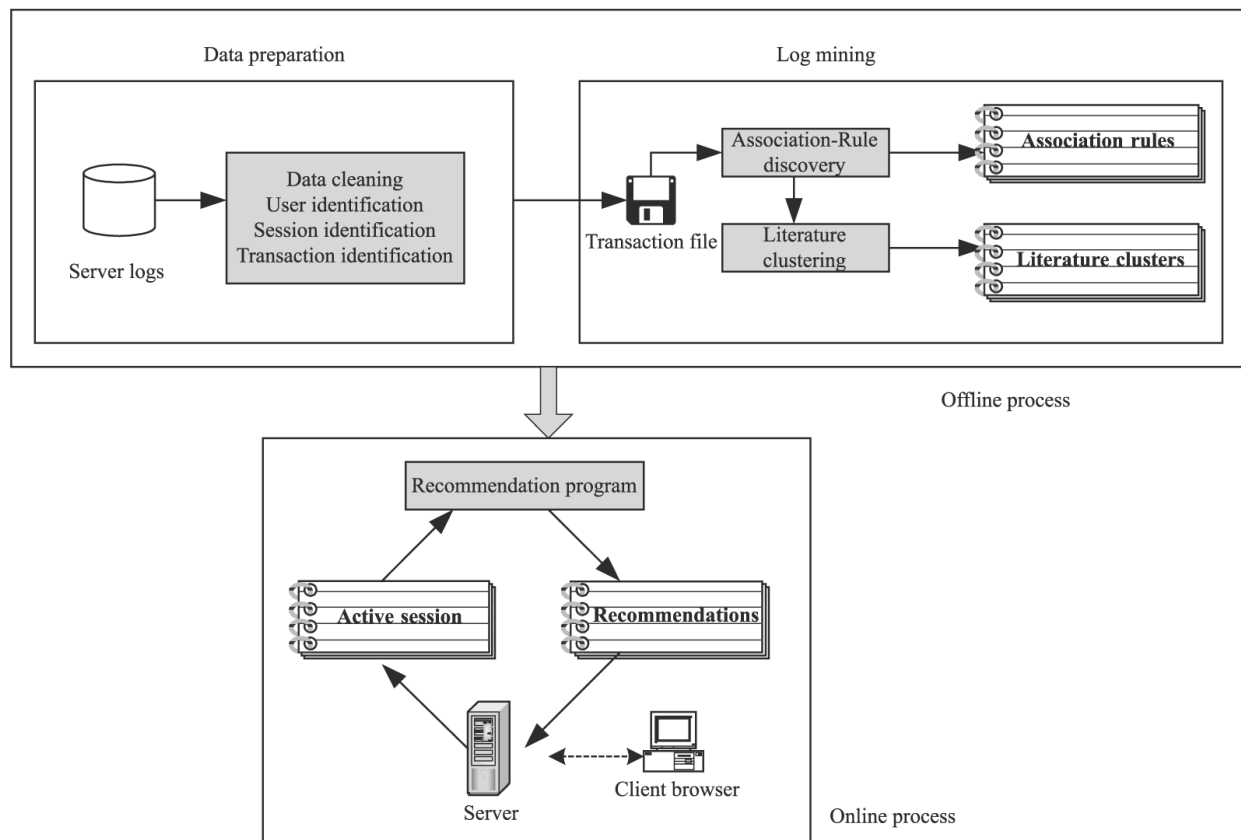 Data preparation
Log mining
Server logs
Data cleaning
User identification
Session identification
Transaction identification
Transaction file
Association-Rule
discovery
Literature
clustering
Association rules
Literature clusters
Offline process
Recommendation program
Active session
Recommendations
Server
Client browser
Online process